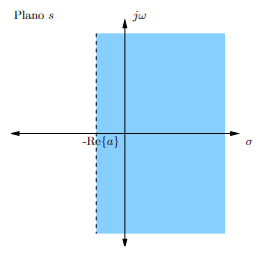 Plano s
jω
-Re{a}
σ